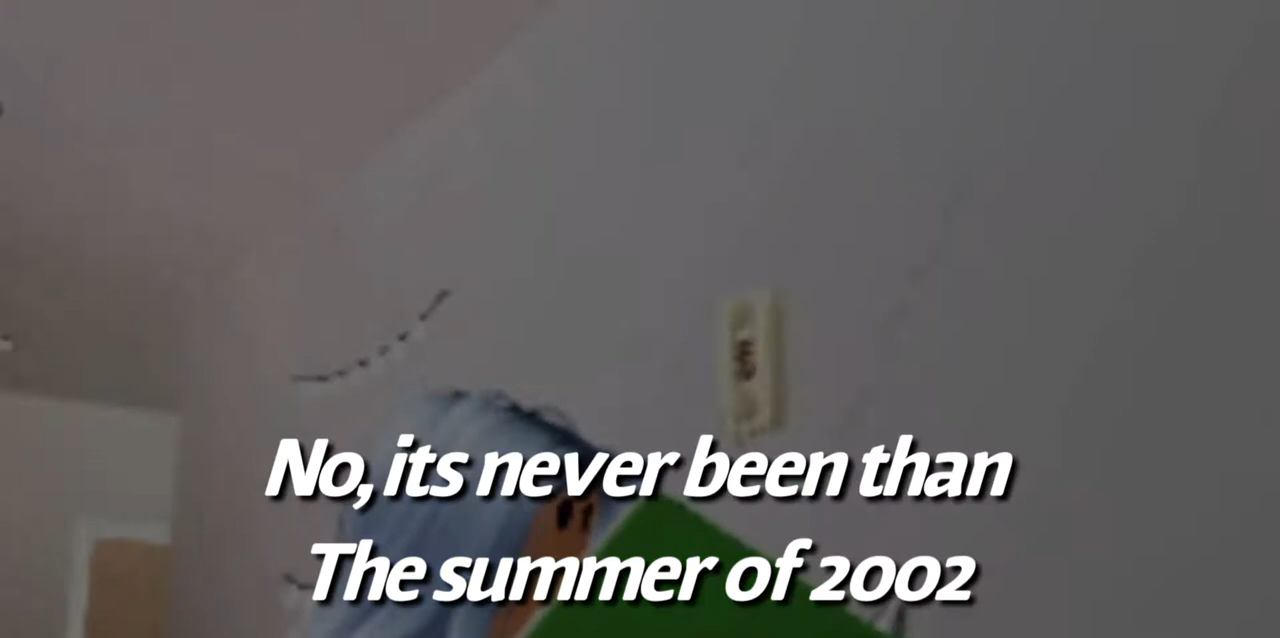 No, its never been than
The summer of 2002